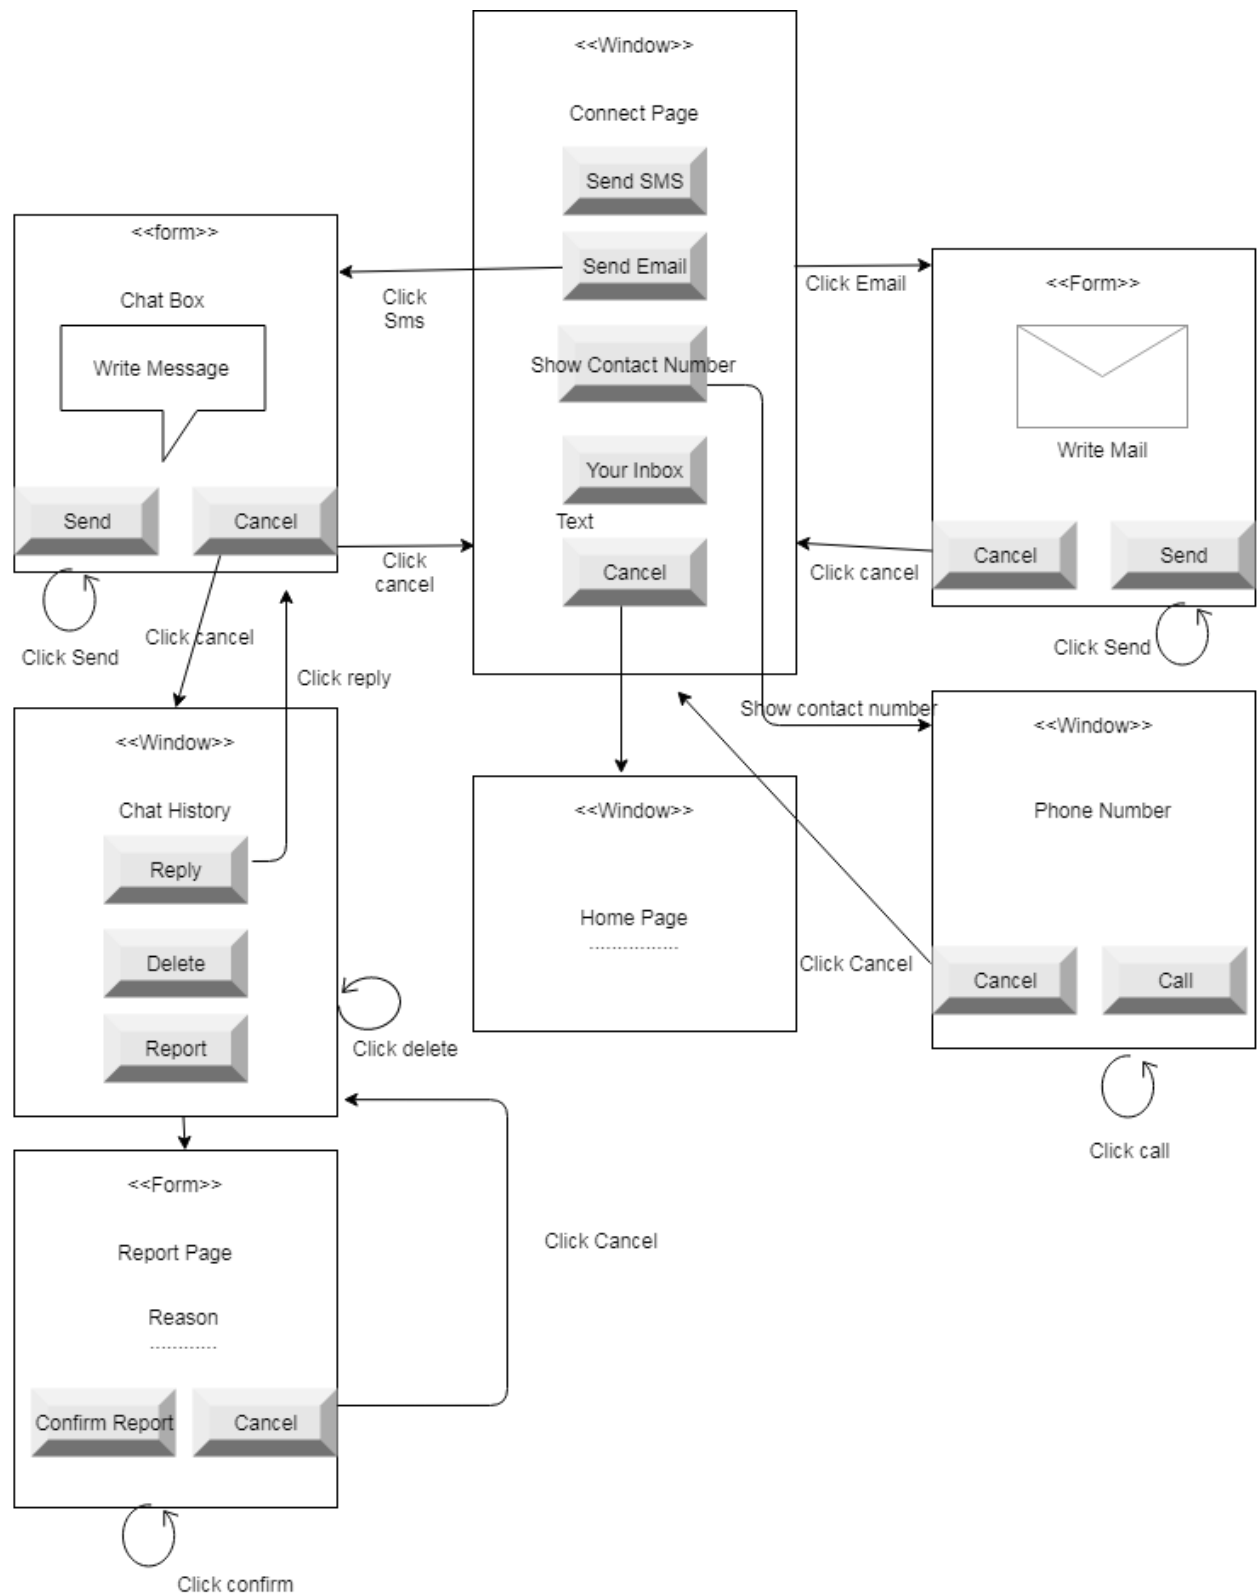 <<Window>>
Connect Page
Send SMS
Send Email
Show Contact Number
Your Inbox
Text
Cancel
<<form>>
Chat Box
Write Message
Send
Cancel
Click
Sms
Click
cancel
Click Send
Click cancel
Click reply
Click Email
<<Form>>
Write Mail
Cancel
Send
Click cancel
Click Send
Show contact number
<<Window>>
Phone Number
Cancel
Call
Click Cancel
Click call
<<Window>>
Home Page
<<Window>>
Chat History
Reply
Delete
Report
Click delete
<<Form>>
Report Page
Reason
Confirm Report
Cancel
Click Cancel
Click confirm